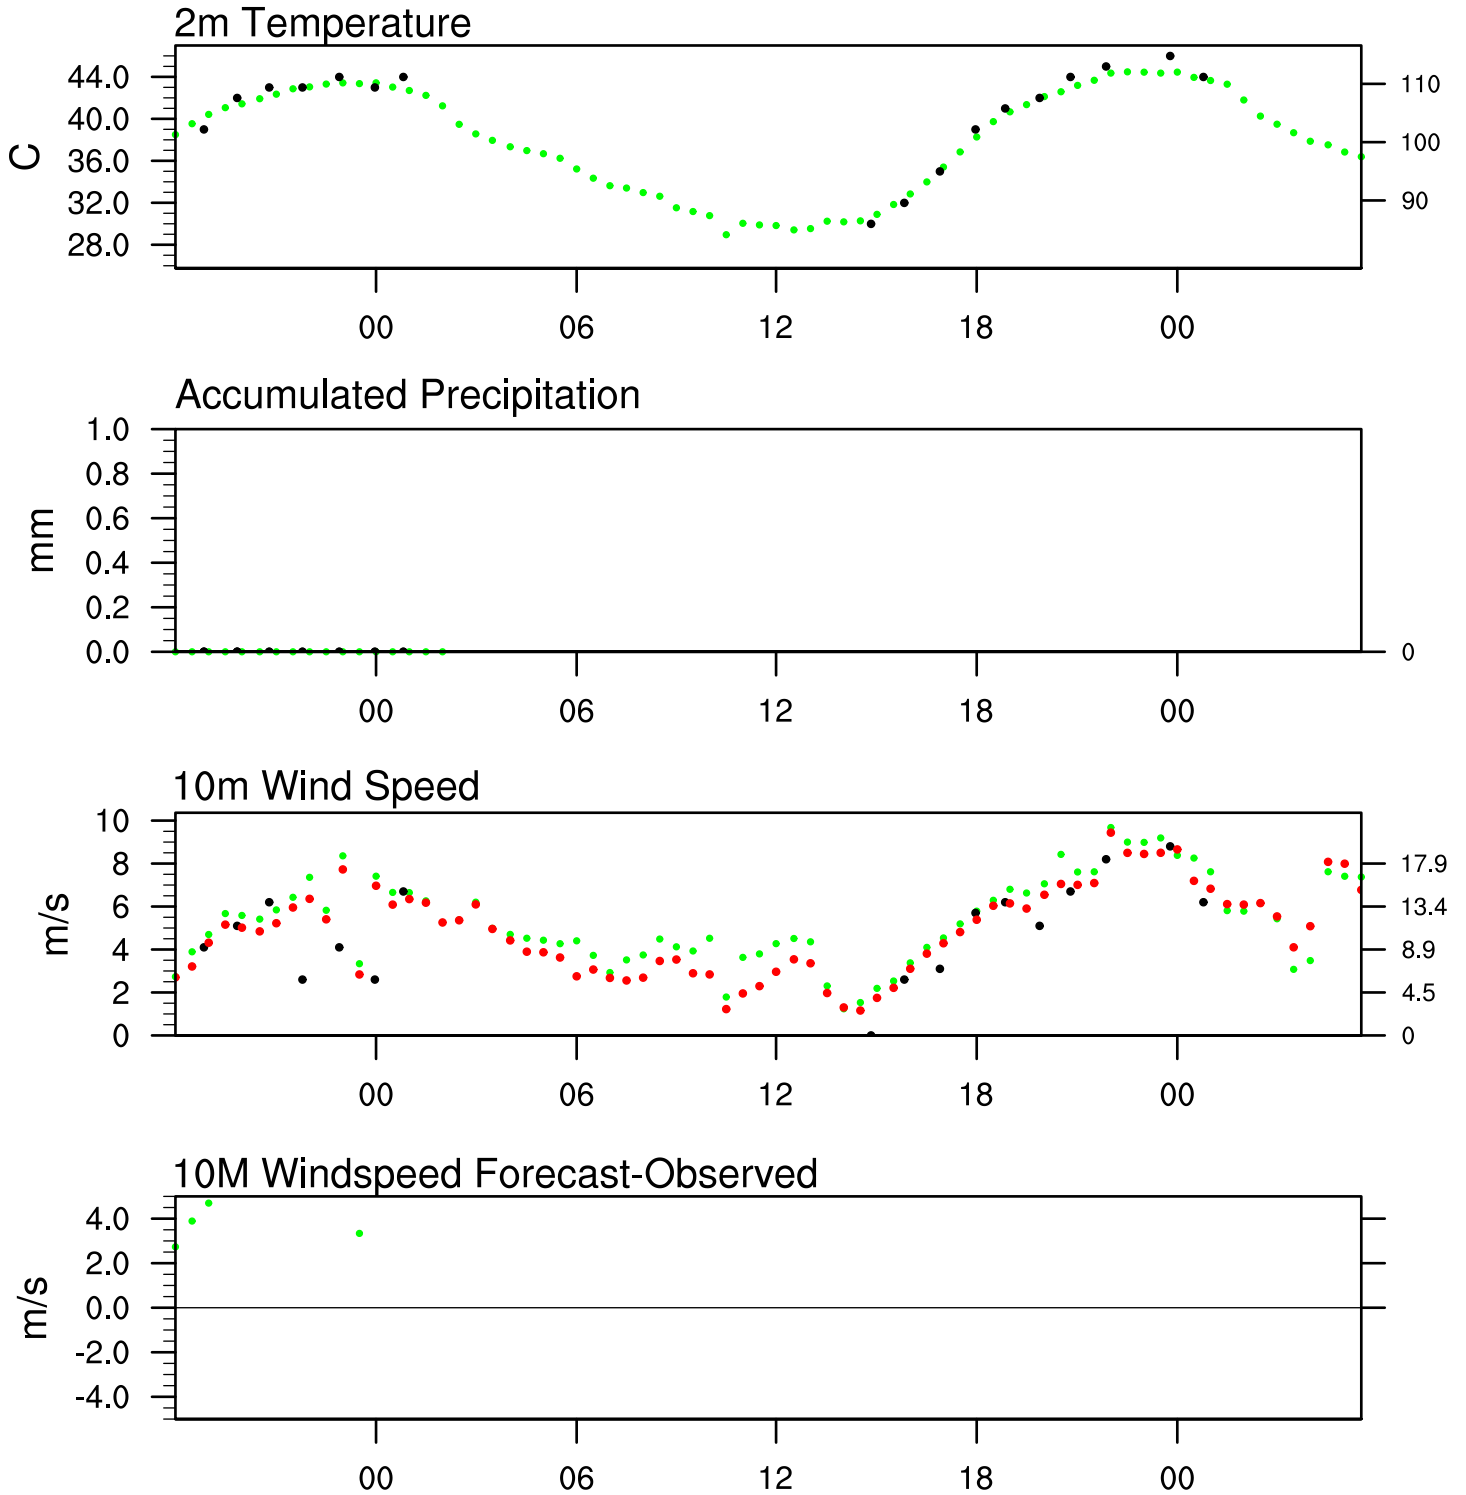 2m Temperature
44.0
40.0
36.0
32.0
28.0
C
110
100
90
00 06 12 18 00
Accumulated Precipitation
1.0
0.8
0.6
0.4
0.2
0.0
mm
0
00 06 12 18 00
10m Wind Speed
10
8
6
4
2
0
m/s
17.9
13.4
8.9
4.5
0
00 06 12 18 00
10M Windspeed Forecast-Observed
4.0
2.0
0.0
-2.0
-4.0
m/s
00 06 12 18 00